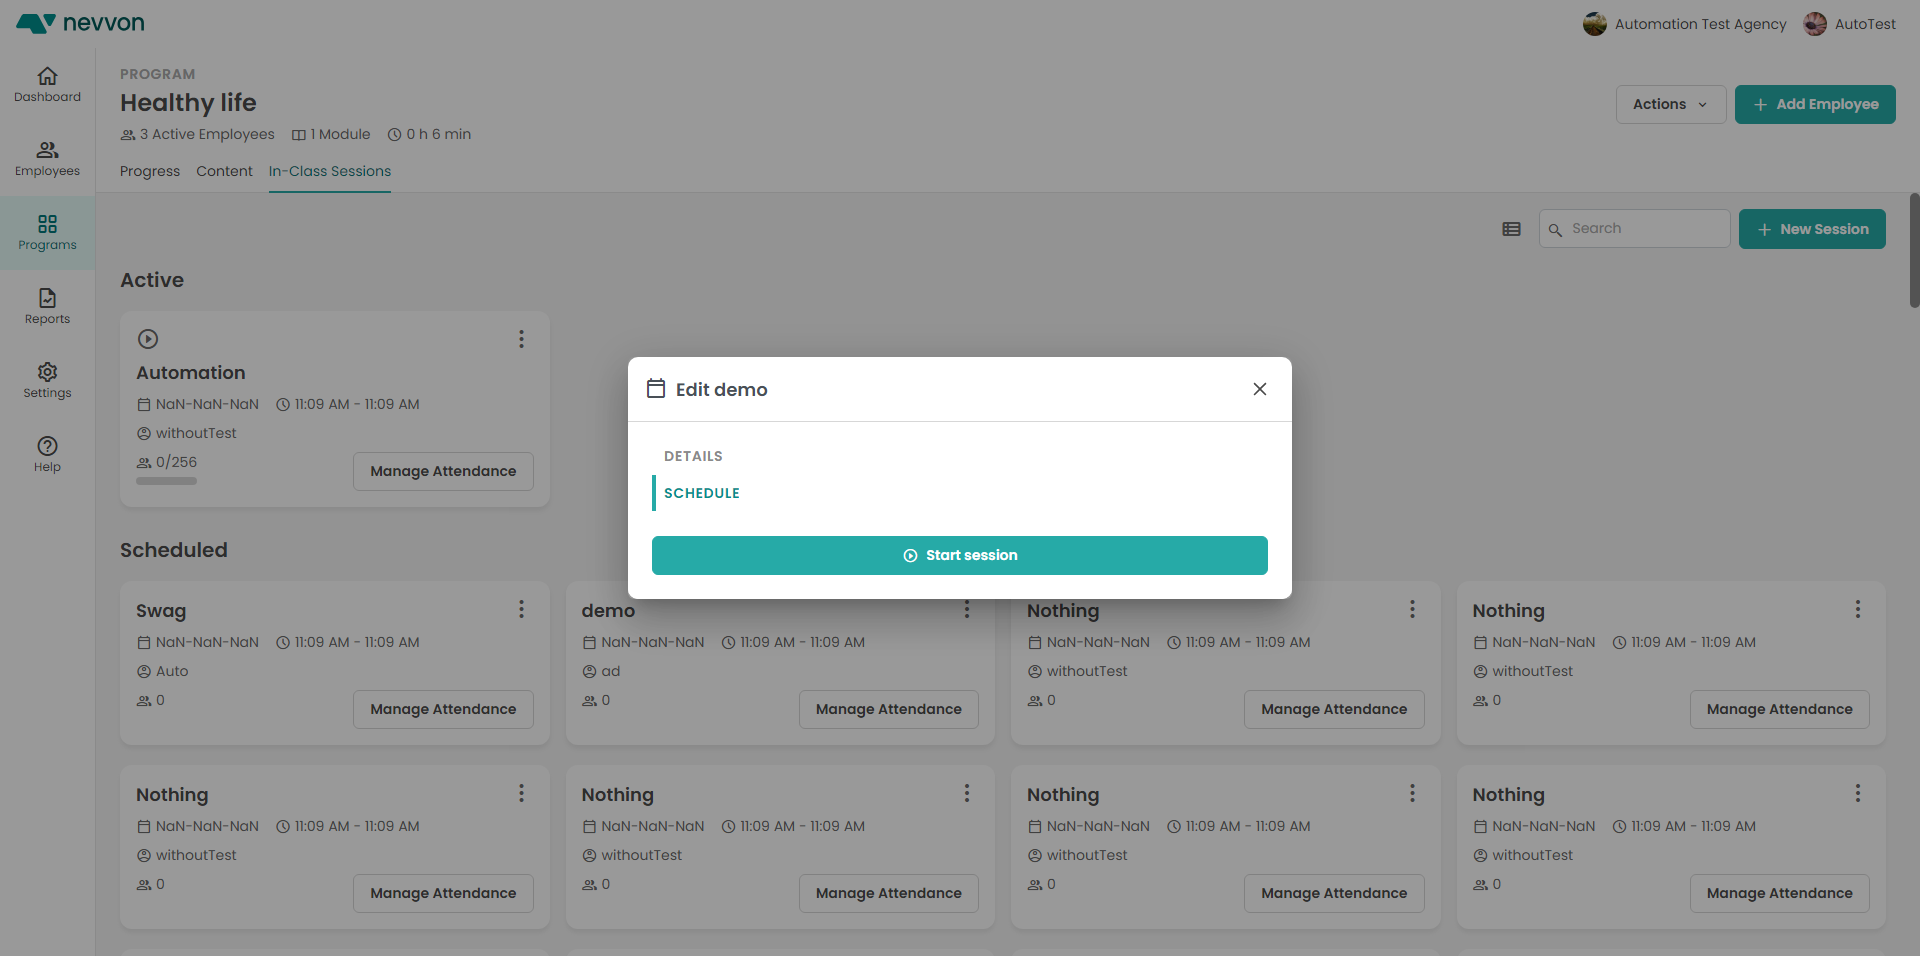 nevvon
Automation Test Agency
AutoTest
Dashboard
Employees
Programs
Reports
Settings
Help
PROGRAM
Healthy life
3 Active Employees 1 Module 0 h 6 min
Actions
+ Add Employee
Progress Content In-Class Sessions
Search
+ New Session
Active
Automation
NaN-NaN-NaN 11:09 AM - 11:09 AM
withoutTest
0/256
Manage Attendance
Edit demo
DETAILS
SCHEDULE
Start session
Scheduled
Swag
NaN-NaN-NaN 11:09 AM - 11:09 AM
Auto
0
Manage Attendance
demo
NaN-NaN-NaN 11:09 AM - 11:09 AM
ad
0
Manage Attendance
Nothing
NaN-NaN-NaN 11:09 AM - 11:09 AM
withoutTest
0
Manage Attendance
Nothing
NaN-NaN-NaN 11:09 AM - 11:09 AM
withoutTest
0
Manage Attendance
Nothing
NaN-NaN-NaN 11:09 AM - 11:09 AM
withoutTest
0
Manage Attendance
Nothing
NaN-NaN-NaN 11:09 AM - 11:09 AM
withoutTest
0
Manage Attendance
Nothing
NaN-NaN-NaN 11:09 AM - 11:09 AM
withoutTest
0
Manage Attendance
Nothing
NaN-NaN-NaN 11:09 AM - 11:09 AM
withoutTest
0
Manage Attendance